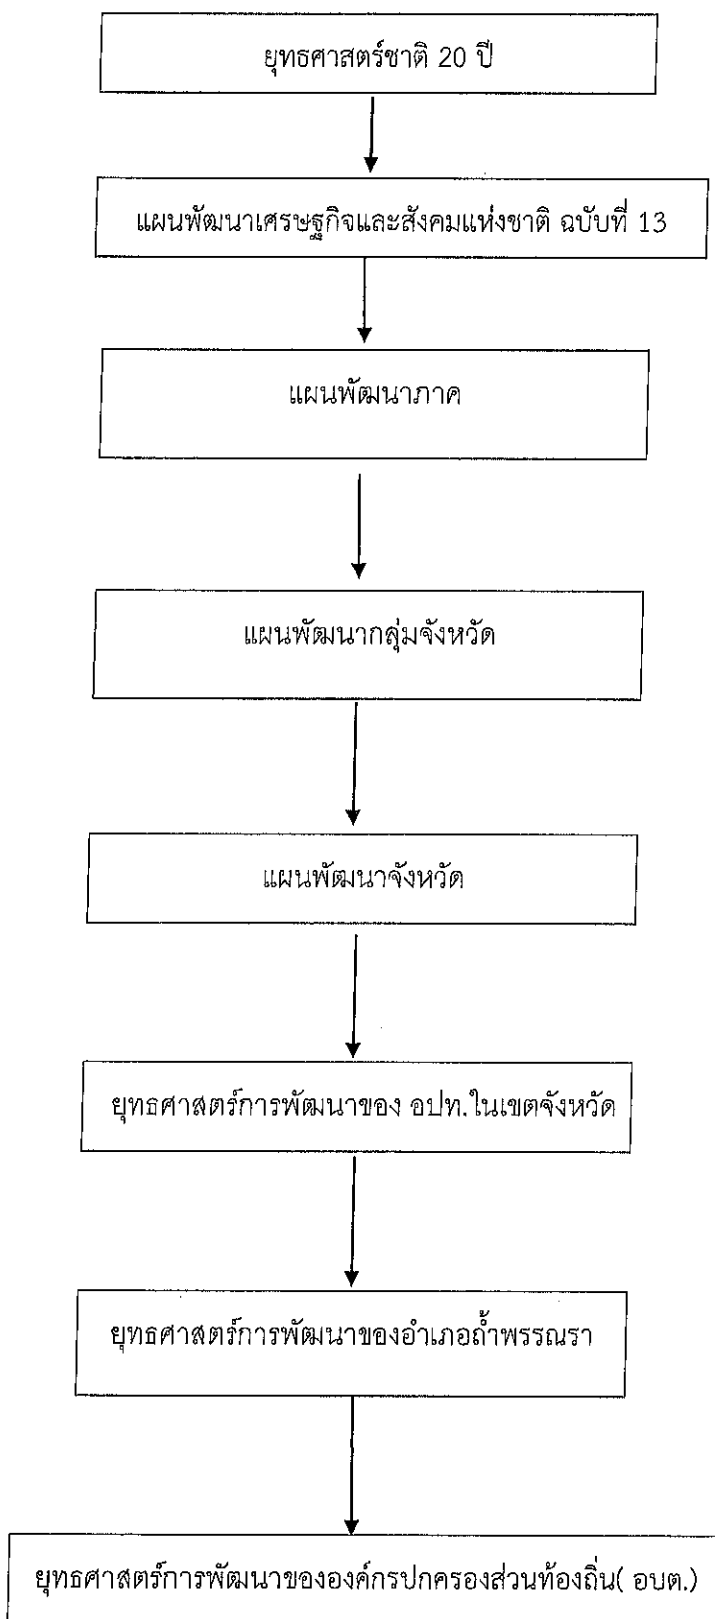 ยุทธศาสตร์ชาติ 20 ปี
แผนพัฒนาเศรษฐกิจและสังคมแห่งชาติ ฉบับที่ 13
แผนพัฒนาภาค
แผนพัฒนากลุ่มจังหวัด
แผนพัฒนาจังหวัด
ยุทธศาสตร์การพัฒนาของ อปท.ในเขตจังหวัด
ยุทธศาสตร์การพัฒนาของอำเภอถ้ำพรรณรา
ยุทธศาสตร์การพัฒนาขององค์กรปกครองส่วนท้องถิ่น( อบต.)